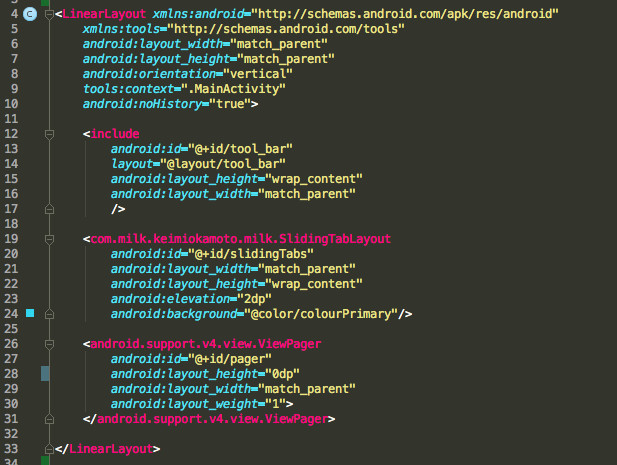 4 <LinearLayout xmlns:android="http://schemas.android.com/apk/res/android"
5 xmlns:tools="http://schemas.android.com/tools"
6 android:layout_width="match_parent"
7 android:layout_height="match_parent"
8 android:orientation="vertical"
9 tools:context=".MainActivity"
10 android:noHistory="true">
11
12 <include
13 android:id="@+id/tool_bar"
14 layout="@layout/tool_bar"
15 android:layout_height="wrap_content"
16 android:layout_width="match_parent"
17 />
18
19 <com.milk.keimiokamoto.milk.SlidingTabLayout
20 android:id="@+id/slidingTabs"
21 android:layout_width="match_parent"
22 android:layout_height="wrap_content"
23 android:elevation="2dp"
24 android:background="@color/colourPrimary"/>
25
26 <android.support.v4.view.ViewPager
27 android:id="@+id/pager"
28 android:layout_height="0dp"
29 android:layout_width="match_parent"
30 android:layout_weight="1">
31 </android.support.v4.view.ViewPager>
32
33 </LinearLayout>
34